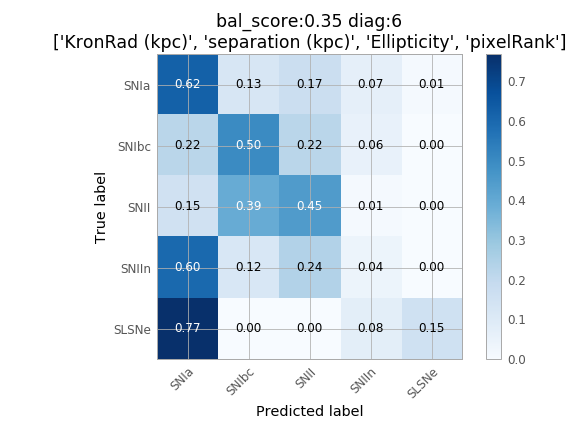 bal_score:0.35 diag:6
['KronRad (kpc)', 'separation (kpc)', 'Ellipticity', 'pixelRank']
SNIa 0.62 0.13 0.17 0.07 0.01
SNIbc 0.22 0.50 0.22 0.06 0.00
SNII 0.15 0.39 0.45 0.01 0.00
SNIIn 0.60 0.12 0.24 0.04 0.00
SLSNe 0.77 0.00 0.00 0.08 0.15
SNIa SNIbc SNII SNIIn SLSNe
True label
Predicted label
0.7
0.6
0.5
0.4
0.3
0.2
0.1
0.0